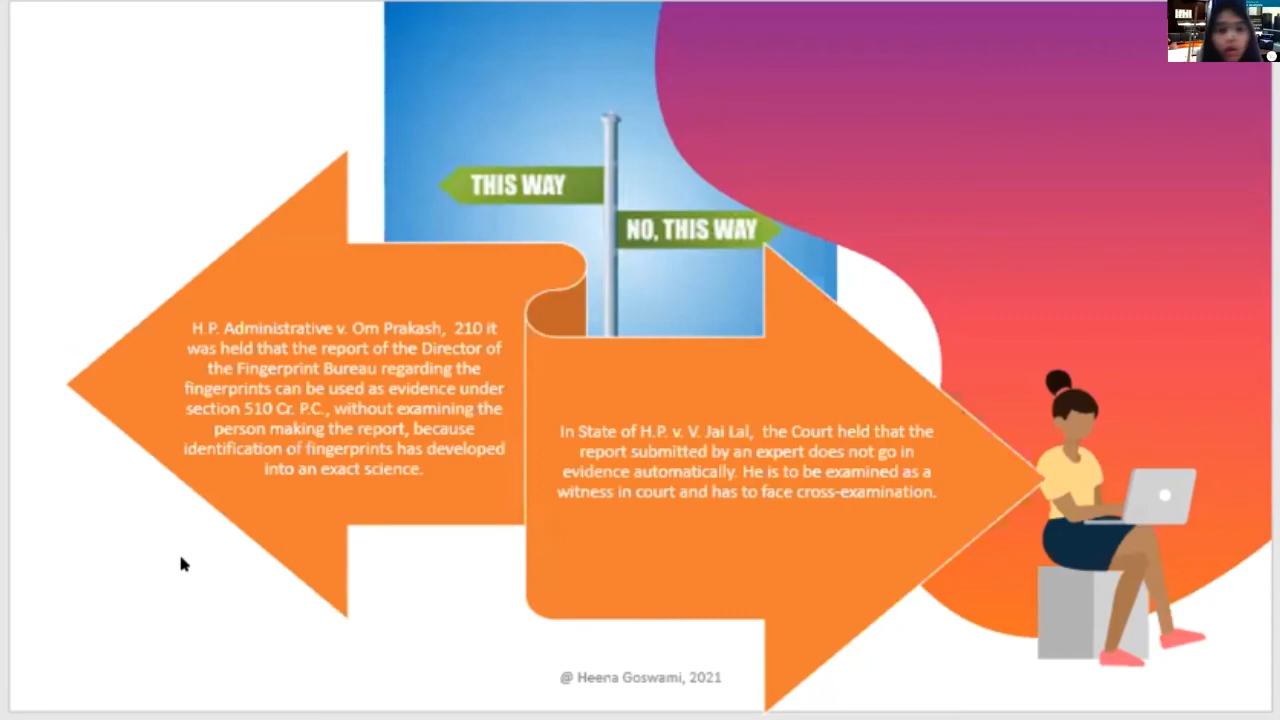 THIS WAY
NO, THIS WAY
H.P. Administrative v. Om Prakash, 210 it
was held that the report of the Director of
the Fingerprint Bureau regarding the
fingerprints can be used as evidence under
section 510 Cr. P.C., without examining the
person making the report, because
identification of fingerprints has developed
into an exact science.
In State of H.P. v. V. Jai Lal, the Court held that the
report submitted by an expert does not go in
evidence automatically. He is to be examined as a
witness in court and has to face cross-examination.
@ Heena Goswami, 2021